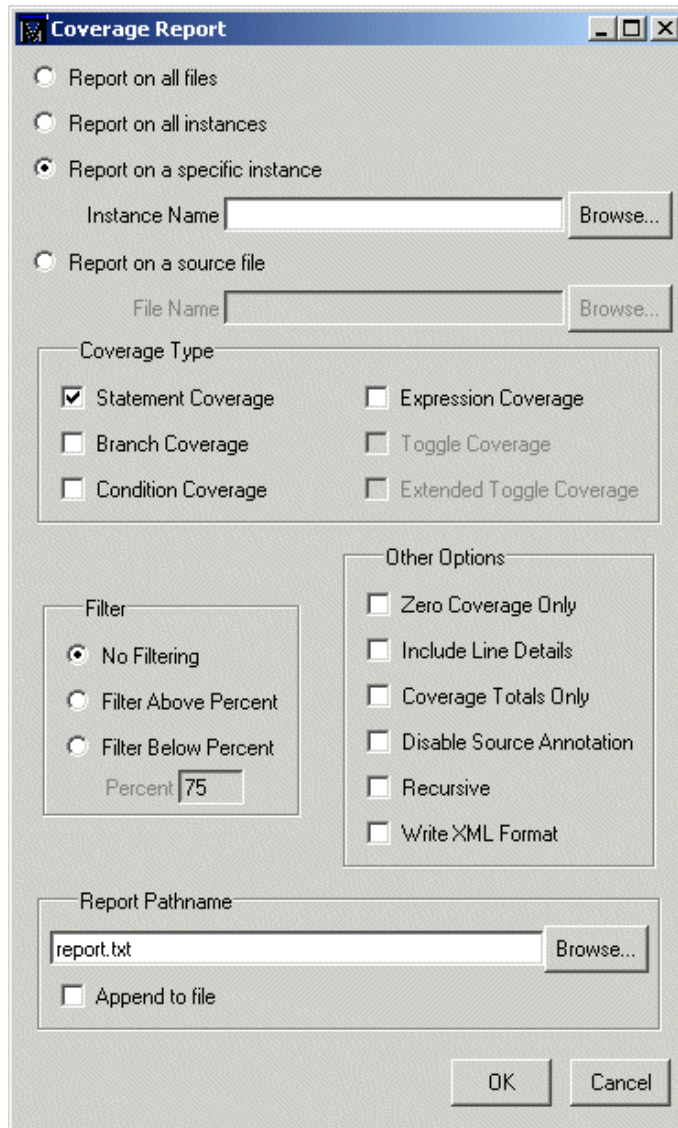 Coverage Report
Report on all files
Report on all instances
Report on a specific instance
Instance Name Browse...
Report on a source file
File Name Browse...
Coverage Type
Statement Coverage Expression Coverage
Branch Coverage Toggle Coverage
Condition Coverage Extended Toggle Coverage
Other Options
Zero Coverage Only
Include Line Details
Coverage Totals Only
Disable Source Annotation
Recursive
Write XML Format
Filter
No Filtering
Filter Above Percent
Filter Below Percent
Percent 75
Report Pathname
report.txt Browse...
Append to file
OK Cancel